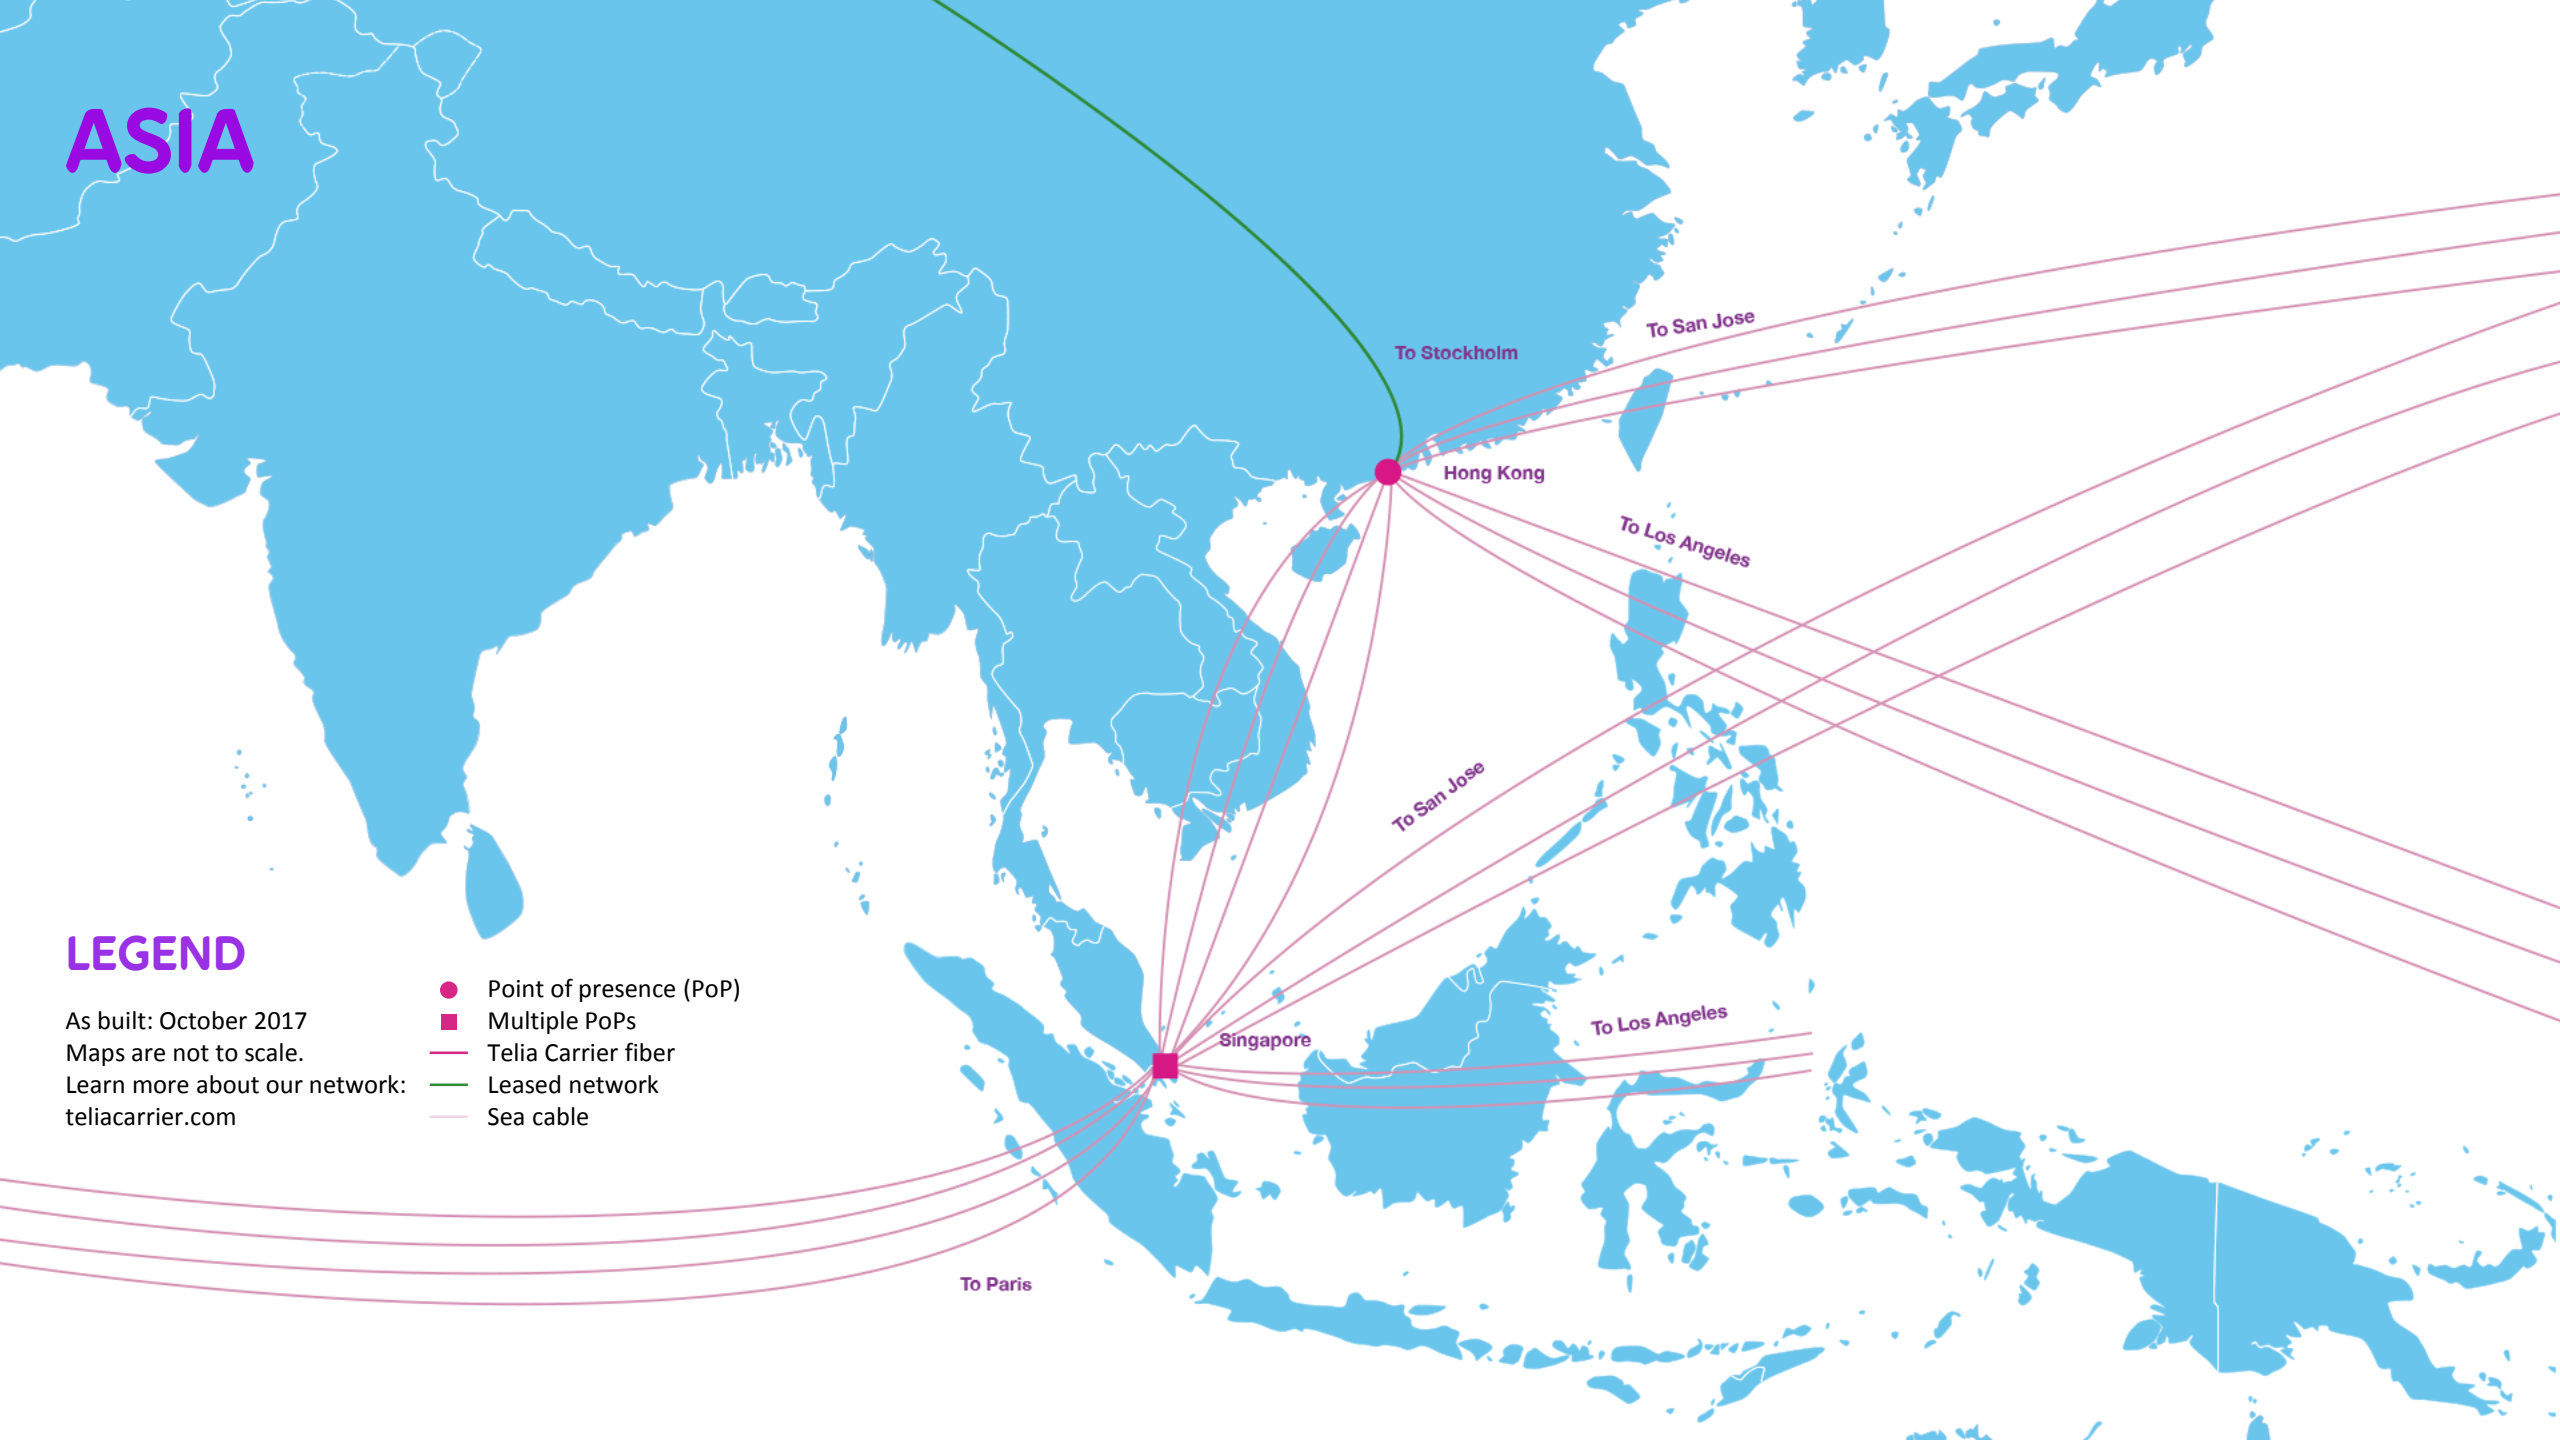 ASIA
To San Jose
To Stockholm
Hong Kong
To Los Angeles
To San Jose
To Los Angeles
Singapore
To Paris
LEGEND
As built: October 2017
Maps are not to scale.
Learn more about our network:
teliacarrier.com
Point of presence (PoP)
Multiple PoPs
Telia Carrier fiber
Leased network
Sea cable